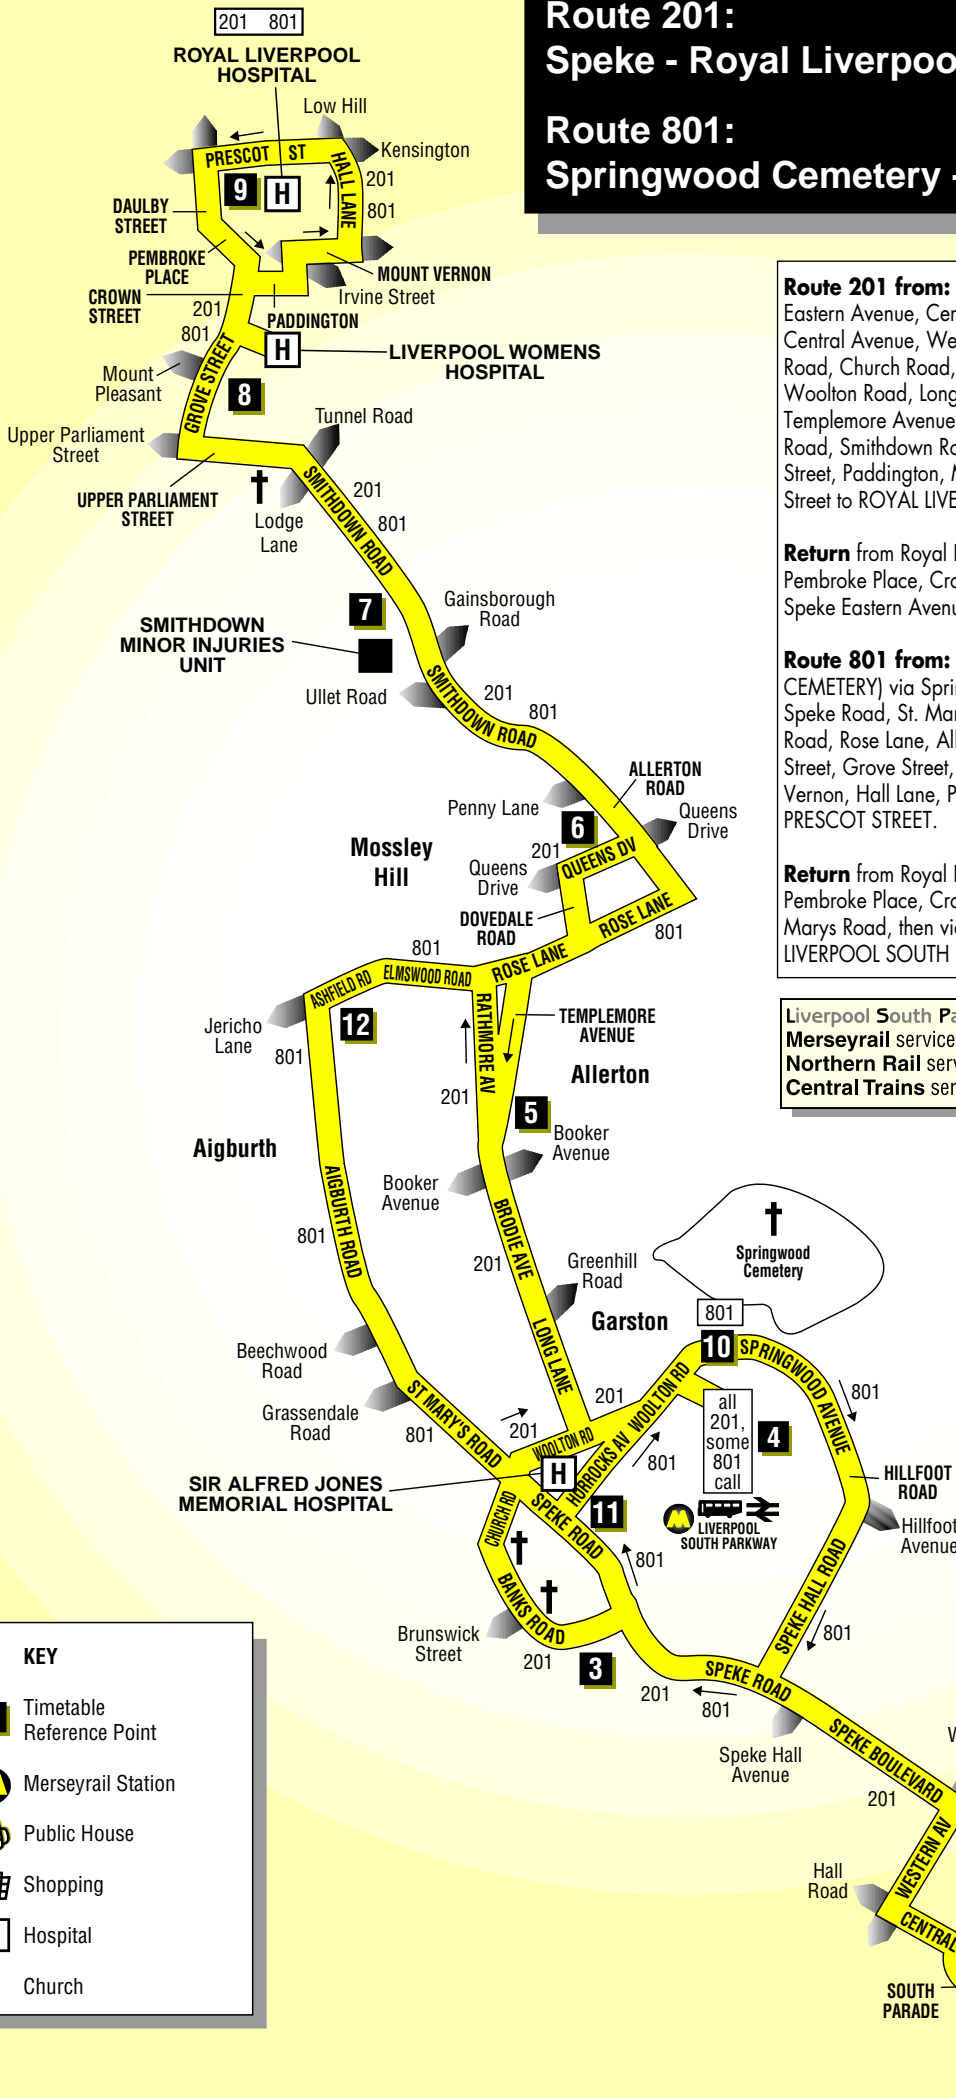 201 801
ROYAL LIVERPOOL
HOSPITAL
Route 201:
Speke - Royal Liverpoo
Route 801:
Springwood Cemetery -
Low Hill
Kensington
PRESCOT ST
HALL LANE
201
801
9
H
DAULBY
STREET
PEMBROKE
PLACE
CROWN
STREET
MOUNT VERNON
Irvine Street
PADDINGTON
201
801
H
LIVERPOOL WOMENS
HOSPITAL
Mount
Pleasant
GROVE STREET
8
Upper Parliament
Street
Tunnel Road
UPPER PARLIAMENT
STREET
Lodge
Lane
201
801
SMITHDOWN ROAD
7
Gainsborough
Road
SMITHDOWN
MINOR INJURIES
UNIT
Ullet Road
SMITHDOWN ROAD
201
801
ALLERTON
ROAD
Penny Lane
Queens
Drive
6
201
QUEENS DV
Mossley
Hill
Queens
Drive
DOVEDALE
ROAD
ROSE LANE
801
801
ELMSWOOD ROAD
ROSE LANE
ASHFIELD RD
12
Jericho
Lane
801
RATHMORE AV
TEMPLEMORE
AVENUE
Allerton
201
5
Booker
Avenue
Aigburth
Booker
Avenue
AIGBURTH ROAD
801
BRODIE AVE
201
Greenhill
Road
Springwood
Cemetery
Garston
801
10
SPRINGWOOD AVENUE
Beechwood
Road
LONG LANE
WOOLTON RD
801
Grassendale
Road
ST MARY'S ROAD
801
201
201
WOOLTON RD
HORROCKS AV
801
all
201,
some
801
call
4
HILLFOOT
ROAD
SIR ALFRED JONES
MEMORIAL HOSPITAL
H
CHURCH RD
SPEKE ROAD
11
M
LIVERPOOL
SOUTH PARKWAY
Hillfoot
Avenue
801
BANKS ROAD
SPEKE HALL ROAD
801
Brunswick
Street
201
3
201
801
SPEKE ROAD
Speke Hall
Avenue
SPEKE BOULEVARD
201
WESTERN AV
Hall
Road
CENTRAL
SOUTH
PARADE
Route 201 from:
Eastern Avenue, Cen
Central Avenue, We
Road, Church Road,
Woolton Road, Long
Templemore Avenue
Road, Smithdown Ro
Street, Paddington, M
Street to ROYAL LIVE
Return from Royal L
Pembroke Place, Cro
Speke Eastern Avenu
Route 801 from:
CEMETERY) via Sprin
Speke Road, St. Mar
Road, Rose Lane, All
Street, Grove Street,
Vernon, Hall Lane, P
PRESCOT STREET.
Return from Royal L
Pembroke Place, Cro
Marys Road, then via
LIVERPOOL SOUTH
Liverpool South Pa
Merseyrail service
Northern Rail serv
Central Trains ser
KEY
Timetable
Reference Point
Merseyrail Station
Public House
Shopping
Hospital
Church